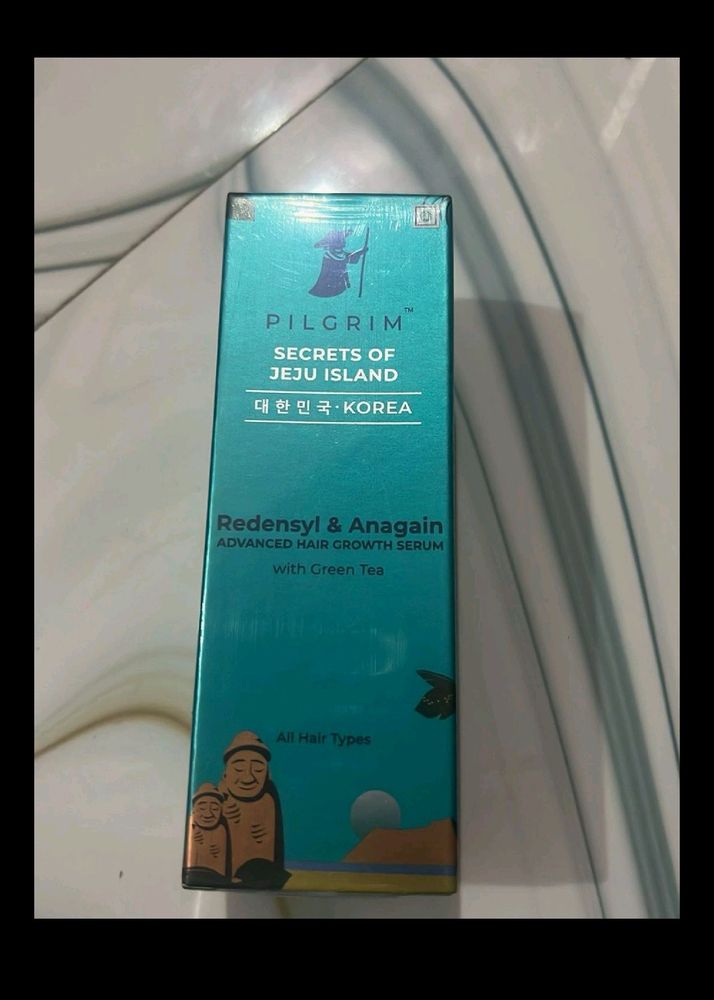 PILGRIM™
SECRETS OF
JEJU ISLAND
대한민국·KOREA
Redensyl & Anagain
ADVANCED HAIR GROWTH SERUM
with Green Tea
All Hair Types